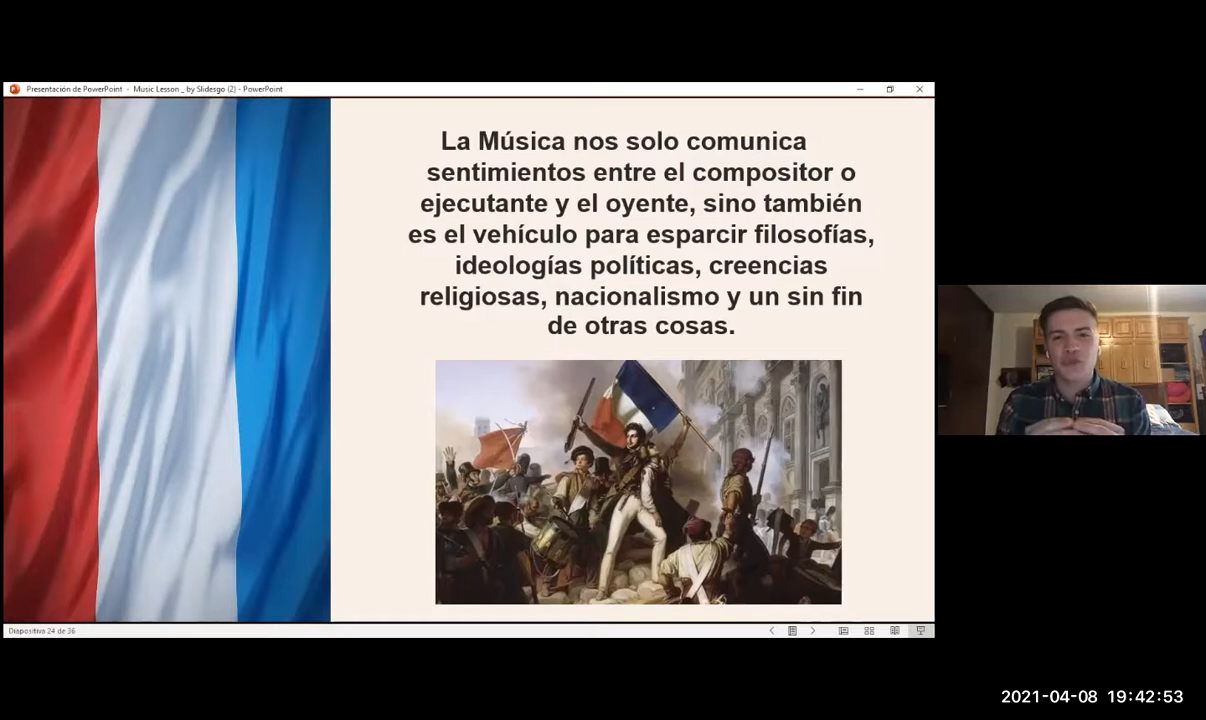 Presentación de PowerPoint - Music Lesson _ by Slidesgo (2) - PowerPoint
La Música nos solo comunica
sentimientos entre el compositor o
ejecutante y el oyente, sino también
es el vehículo para esparcir filosofías,
ideologías políticas, creencias
religiosas, nacionalismo y un sin fin
de otras cosas.
Diapositiva 24 de 36
2021-04-08 19:42:53